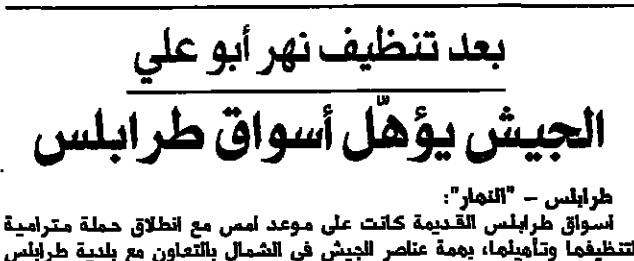 بعد تنظيف نهر أبو علي
الجيش يؤهّل أسواق طرابلس
طرابلس – "النهار":
اسواق طرابلس القديمة كانت على موعد امس مع انطلاق حملة مترامية
لتنظيفها وتأهيلها، بهمة عناصر الجيش في الشمال بالتعاون مع بلدية طرابلس